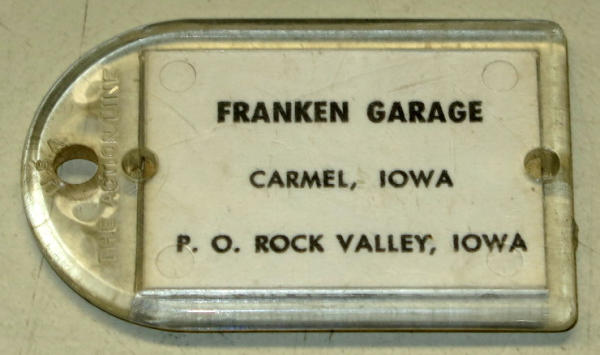 FRANKEN GARAGE
CARMEL, IOWA
P. O. ROCK VALLEY, IOWA
THE ACTION LINE
U.S.A.